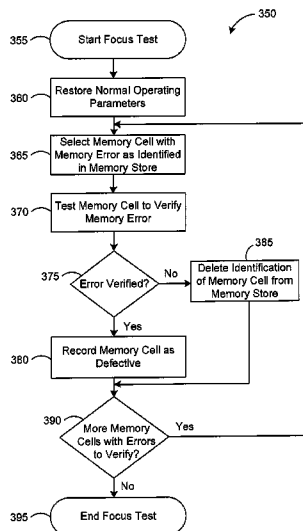 350
355
Start Focus Test
360
Restore Normal Operating
Parameters
365
Select Memory Cell with
Memory Error as Identified
in Memory Store
370
Test Memory Cell to Verify
Memory Error
375
Error Verified?
No
385
Delete Identification
of Memory Cell from
Memory Store
Yes
380
Record Memory Cell as
Defective
390
More Memory
Cells with Errors
to Verify?
Yes
No
395
End Focus Test